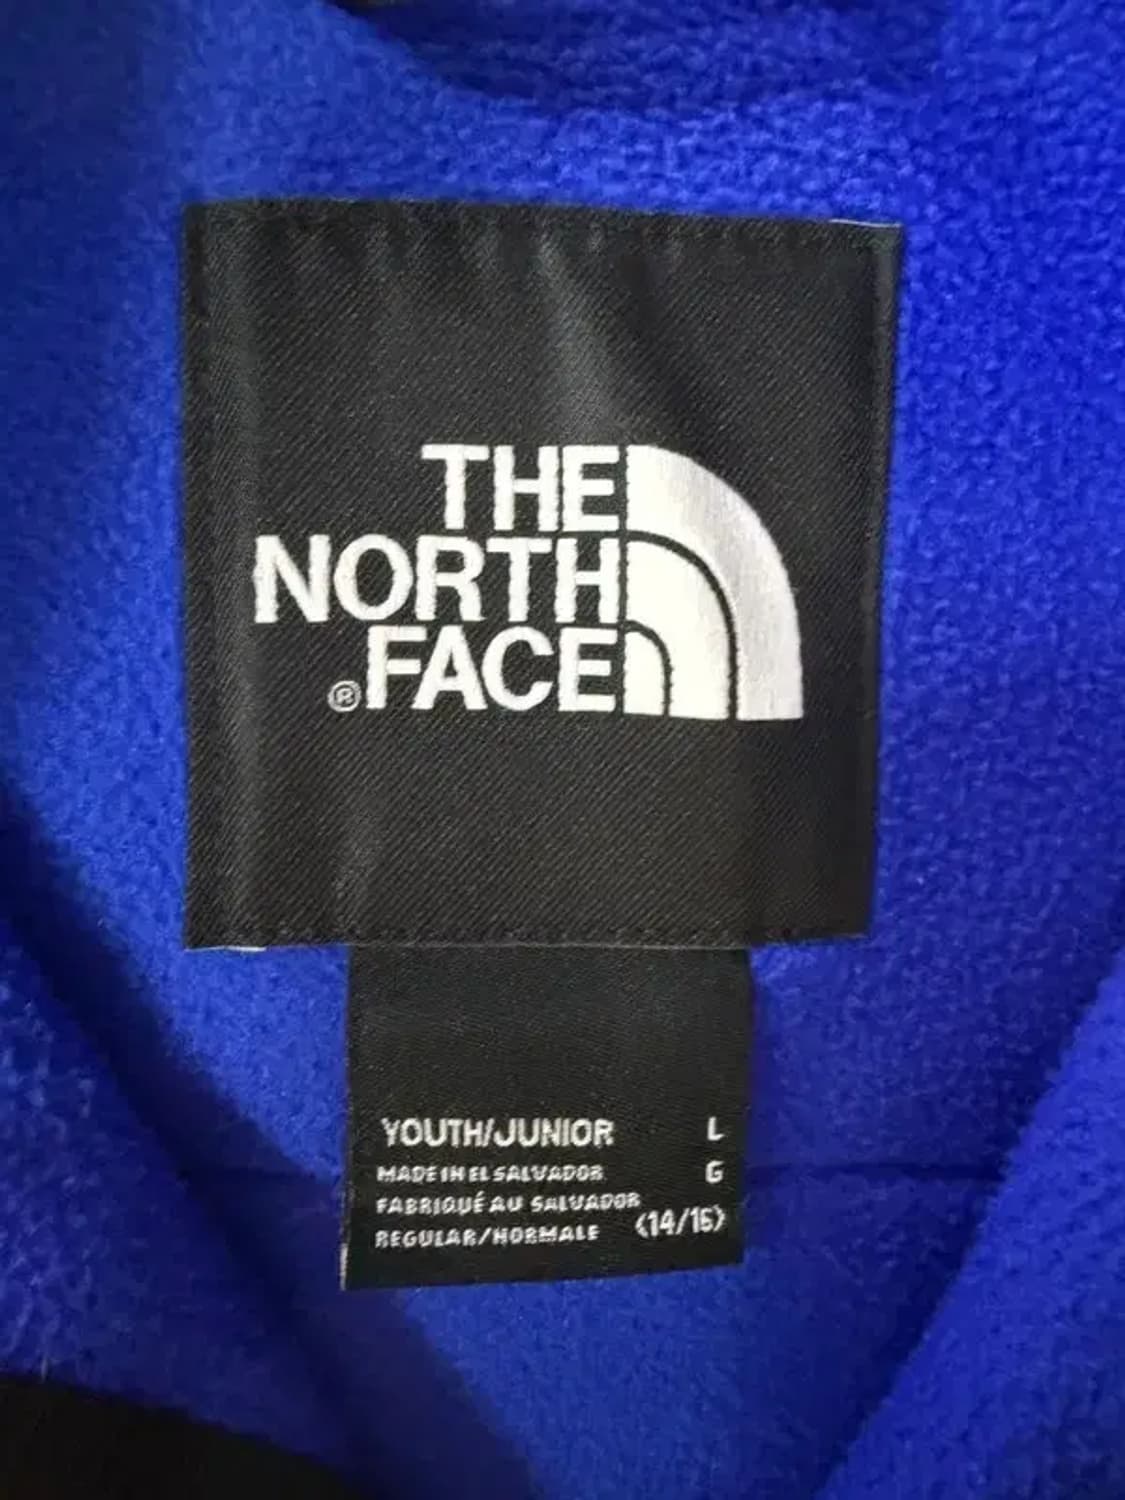 THE
NORTH
FACE
®
YOUTH/JUNIOR L
MADE IN EL SALVADOR G
FABRIQUÉ AU SALVADOR
REGULAR/NORMALE (14/16)